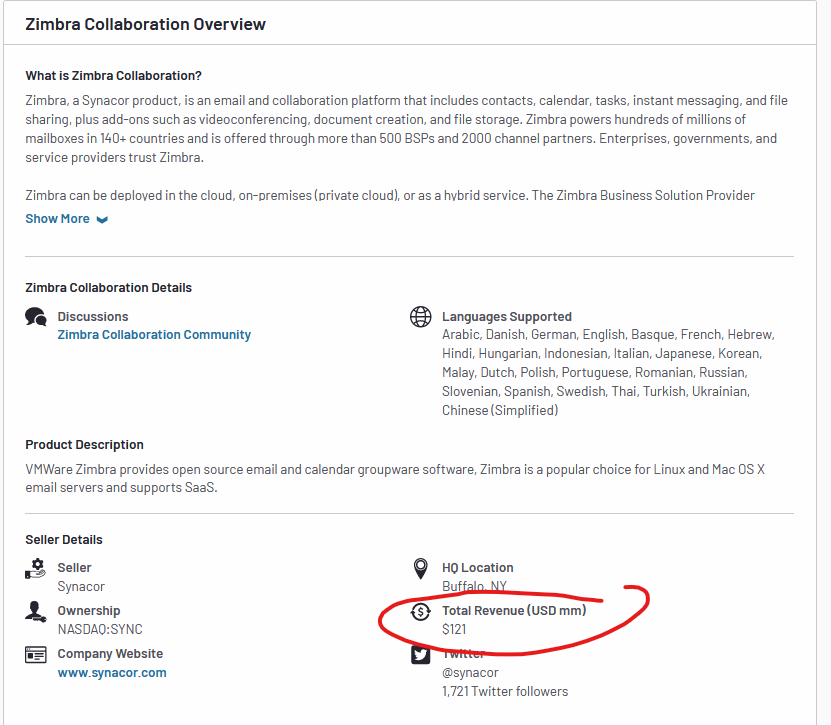 Zimbra Collaboration Overview
What is Zimbra Collaboration?
Zimbra, a Synacor product, is an email and collaboration platform that includes contacts, calendar, tasks, instant messaging, and file
sharing, plus add-ons such as videoconferencing, document creation, and file storage. Zimbra powers hundreds of millions of
mailboxes in 140+ countries and is offered through more than 500 BSPs and 2000 channel partners. Enterprises, governments, and
service providers trust Zimbra.
Zimbra can be deployed in the cloud, on-premises (private cloud), or as a hybrid service. The Zimbra Business Solution Provider
Show More
Zimbra Collaboration Details
Discussions
Zimbra Collaboration Community
Languages Supported
Arabic, Danish, German, English, Basque, French, Hebrew,
Hindi, Hungarian, Indonesian, Italian, Japanese, Korean,
Malay, Dutch, Polish, Portuguese, Romanian, Russian,
Slovenian, Spanish, Swedish, Thai, Turkish, Ukrainian,
Chinese (Simplified)
Product Description
VMWare Zimbra provides open source email and calendar groupware software, Zimbra is a popular choice for Linux and Mac OS X
email servers and supports SaaS.
Seller Details
Seller
Synacor
HQ Location
Buffalo, NY
Ownership
NASDAQ:SYNC
Total Revenue (USD mm)
$121
Company Website
www.synacor.com
Twitter
@synacor
1,721 Twitter followers